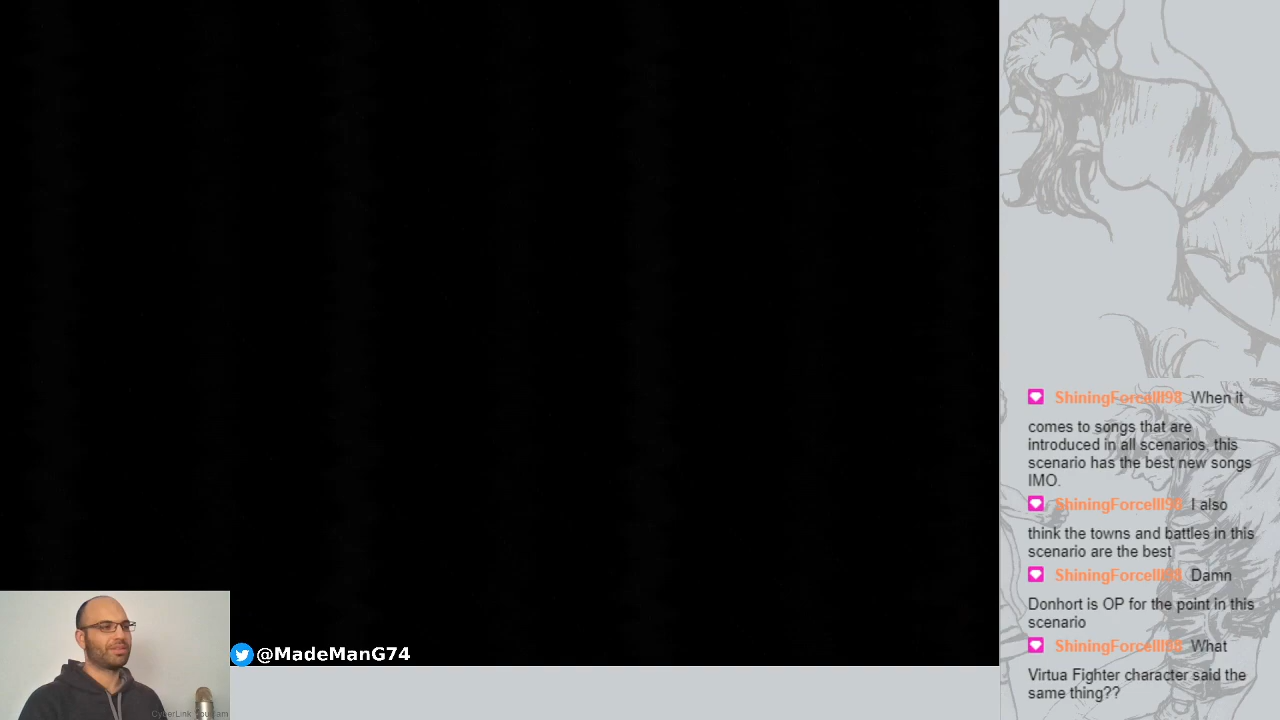 ShiningForceIII98 When it
comes to songs that are
introduced in all scenarios, this
scenario has the best new songs
IMO.
ShiningForceIII98 I also
think the towns and battles in this
scenario are the best
ShiningForceIII98 Damn
Donhort is OP for the point in this
scenario
ShiningForceIII98 What
Virtua Fighter character said the
same thing??
@MadeManG74
CyberLink YouCam